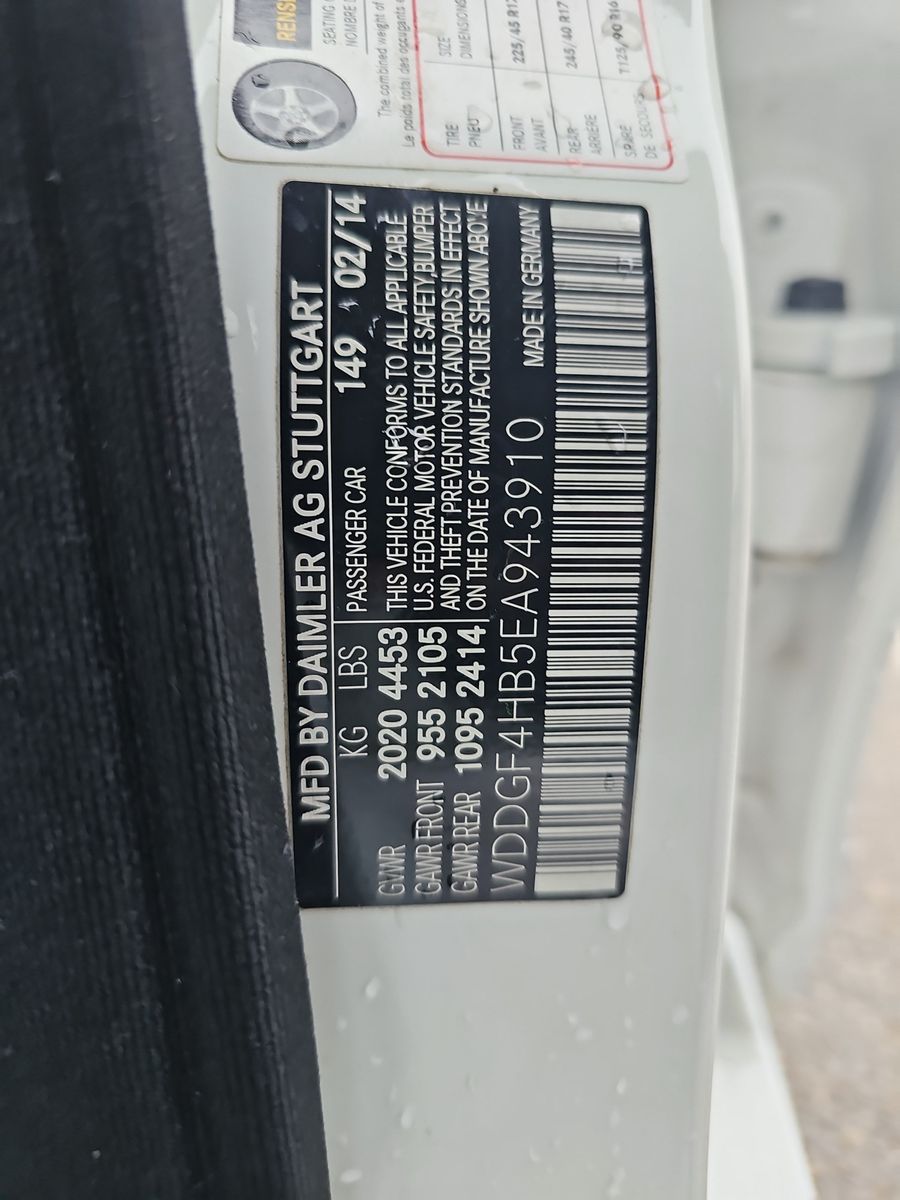 MFD BY DAIMLER AG STUTTGART
KG LBS PASSENGER CAR 149 02/14
GVWR 2020 4453
GAWR FRONT 955 2105
GAWR REAR 1095 2414
THIS VEHICLE CONFORMS TO ALL APPLICABLE
U.S. FEDERAL MOTOR VEHICLE SAFETY,BUMPER
AND THEFT PREVENTION STANDARDS IN EFFECT
ON THE DATE OF MANUFACTURE SHOWN ABOVE
WDDGF4HB5EA943910 MADE IN GERMANY
SEATING
NOMBRE
The combined weight of
Le poids total des occupants
TIRE SIZE
PNEU DIMENSIONS
FRONT 225/45 R17
AVANT
REAR 245/40 R17
ARRIÈRE
SPARE T125/90 R16
DE SECOURS